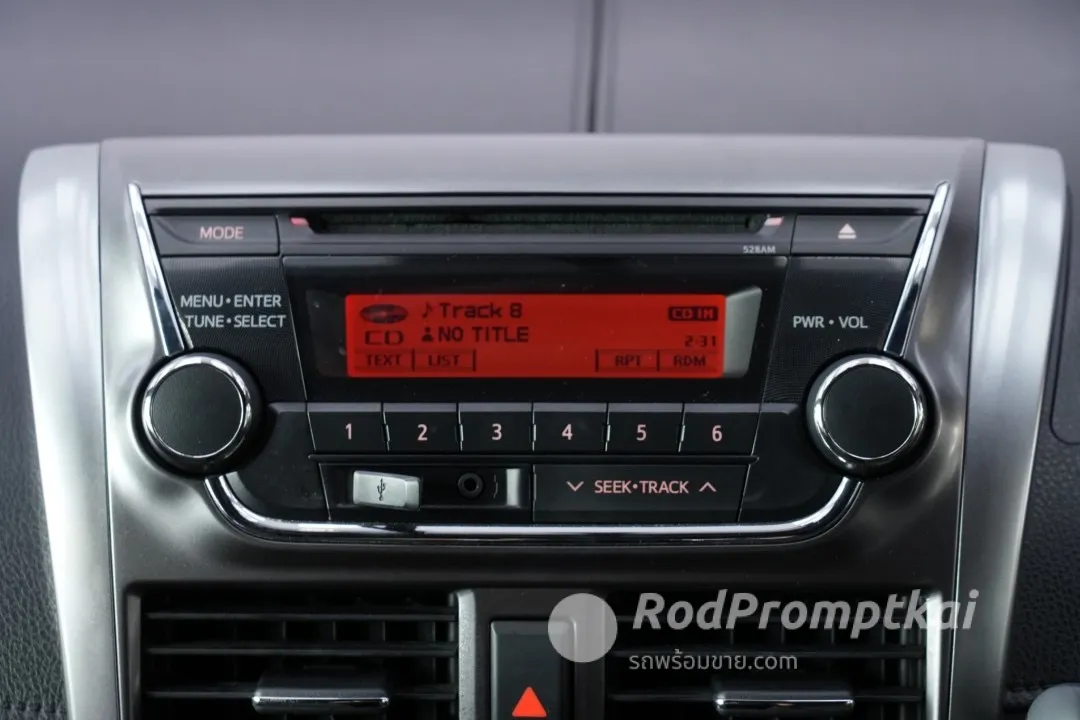 MODE
528AM
MENU • ENTER
TUNE • SELECT
Track 8
CD IN
CD
NO TITLE
2:31
TEXT
LIST
RPT
RDM
PWR • VOL
1
2
3
4
5
6
SEEK • TRACK
RodPromptkai
รถพร้อมขาย.com